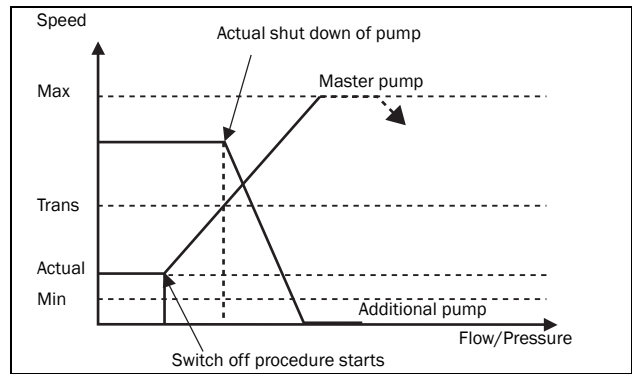 Speed
Actual shut down of pump
Master pump
Max
Trans
Actual
Min
Additional pump
Flow/Pressure
Switch off procedure starts